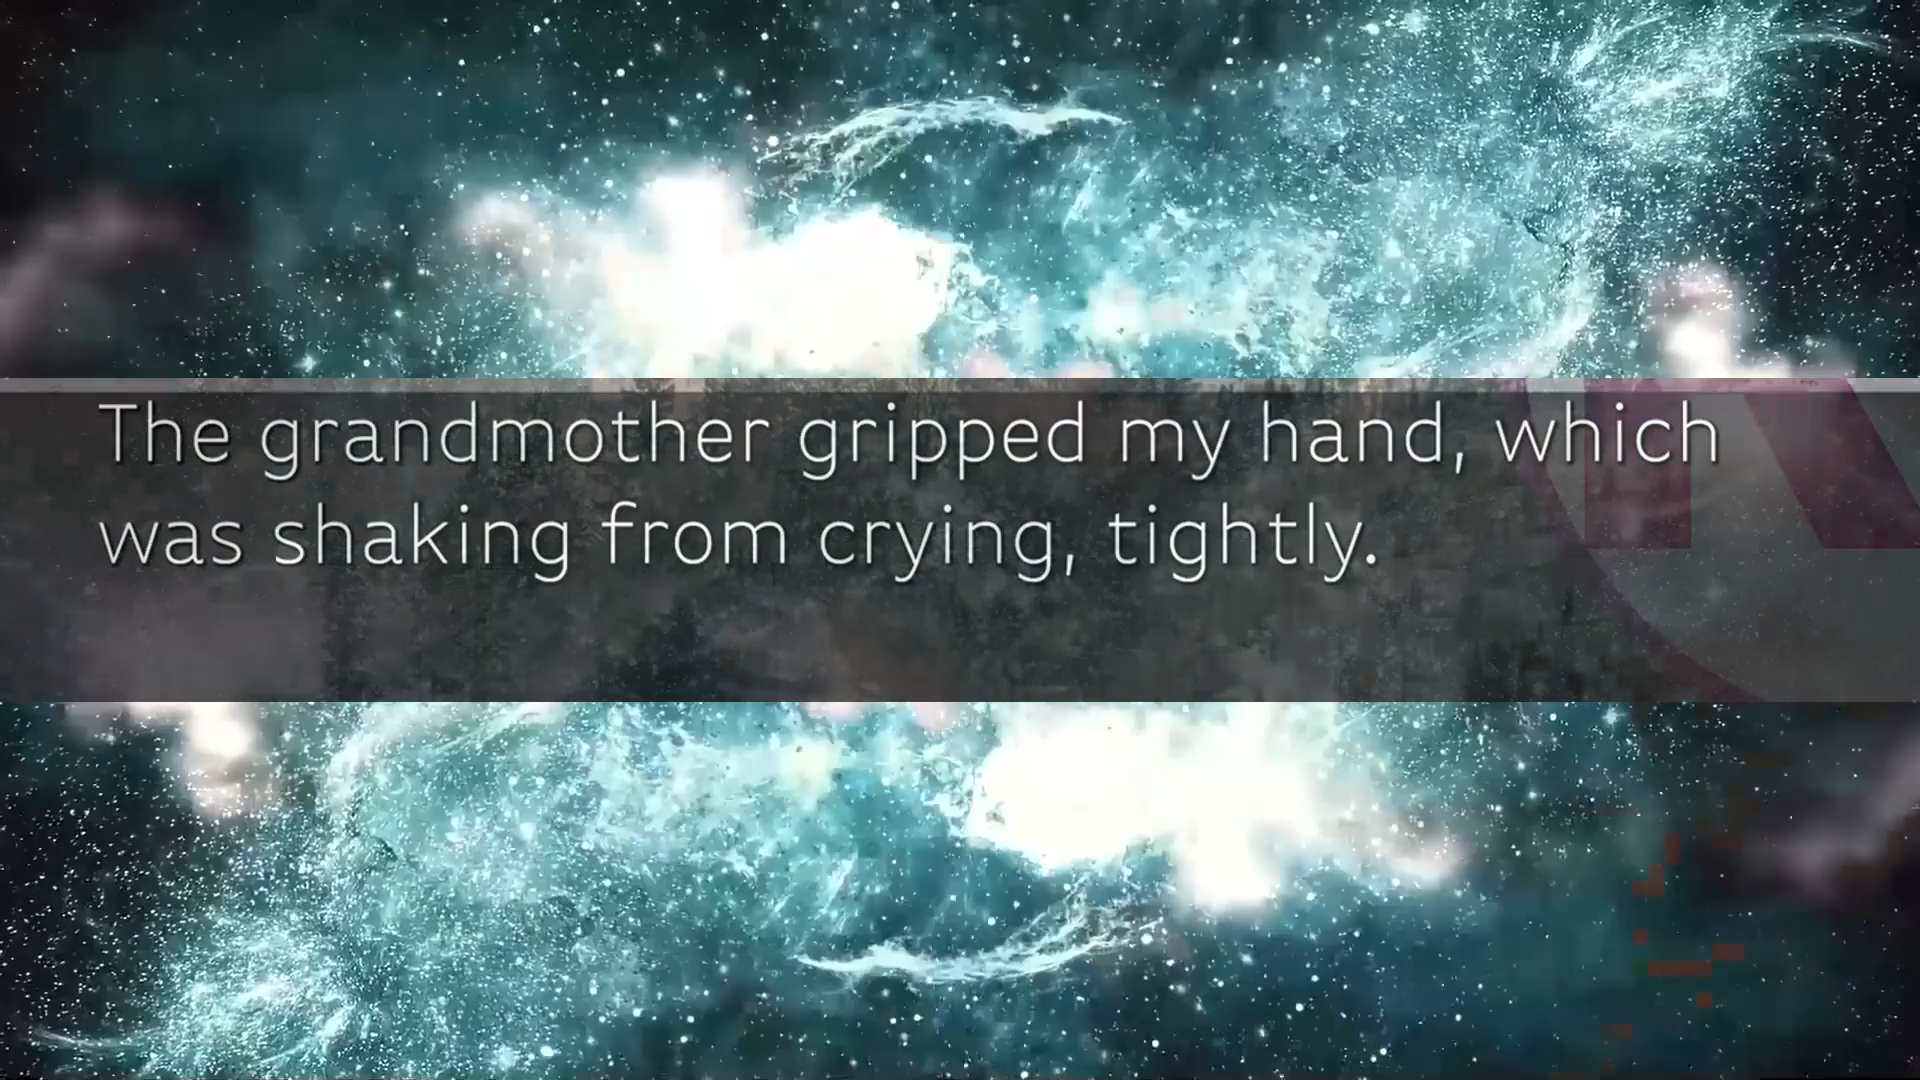 The grandmother gripped my hand, which
was shaking from crying, tightly.